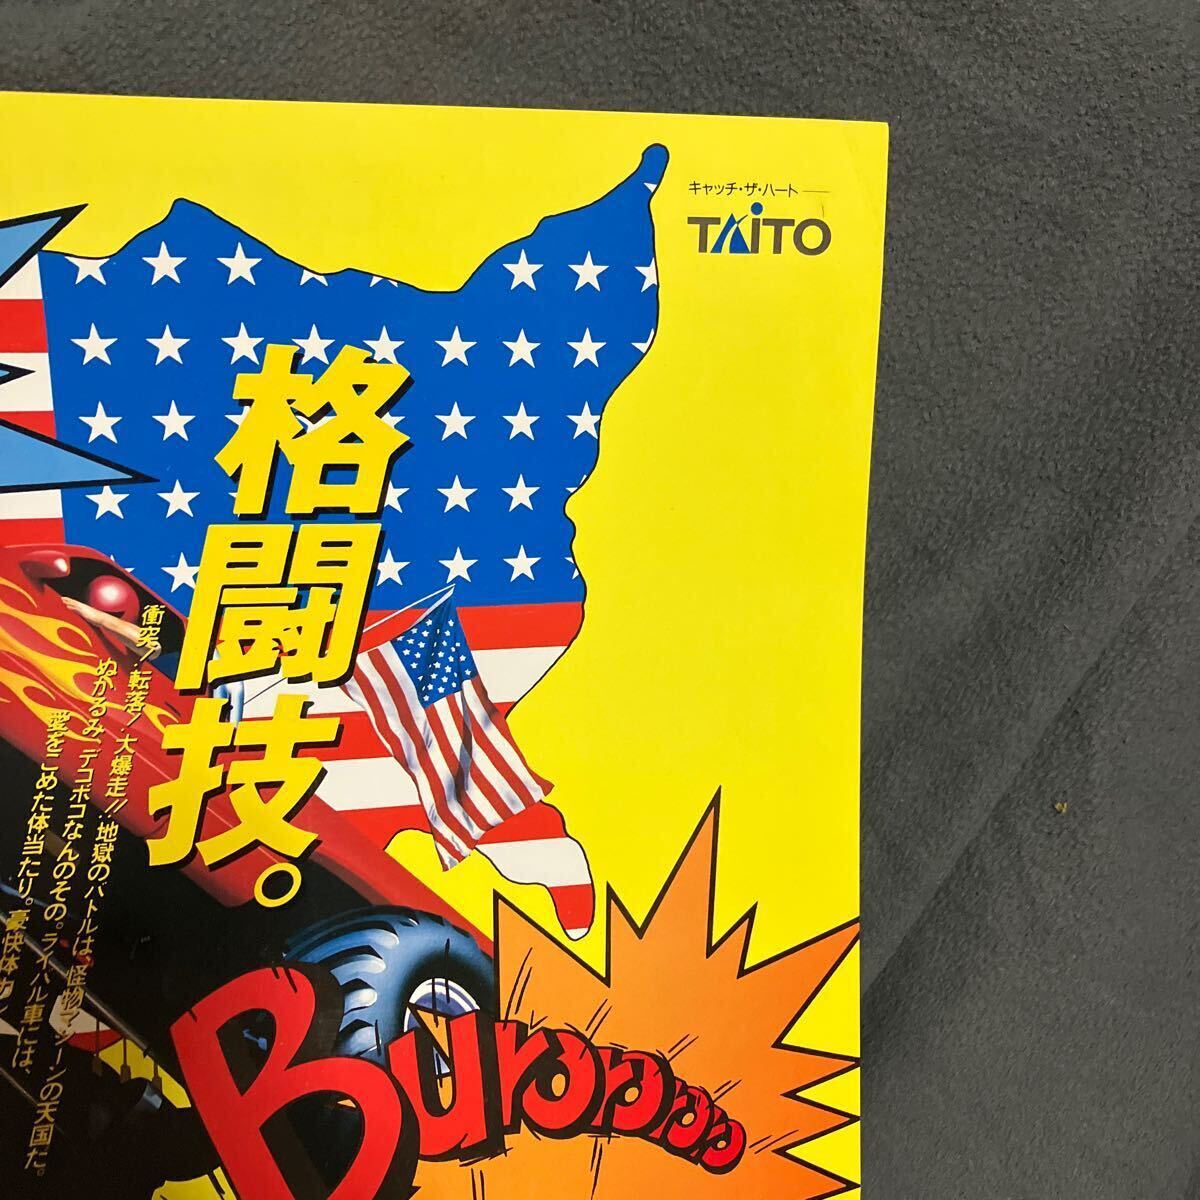 キャッチ・ザ・ハート
TAITO
格闘技。
衝突!転落!大爆走!!地獄のバトルは、怪物マシーンの天国だ。
ぬかるみ、デコボコなんのその。ライバル車には、
愛をこめた体当たり。豪快体
Burororororo